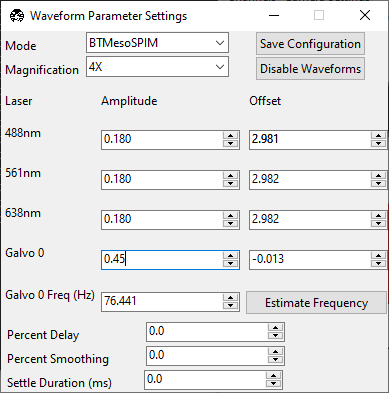 Waveform Parameter Settings
Mode BTMesoSPIM Save Configuration
Magnification 4X Disable Waveforms
Laser Amplitude Offset
488nm 0.180 2.981
561nm 0.180 2.982
638nm 0.180 2.982
Galvo 0 0.45 -0.013
Galvo 0 Freq (Hz) 76.441 Estimate Frequency
Percent Delay 0.0
Percent Smoothing 0.0
Settle Duration (ms) 0.0